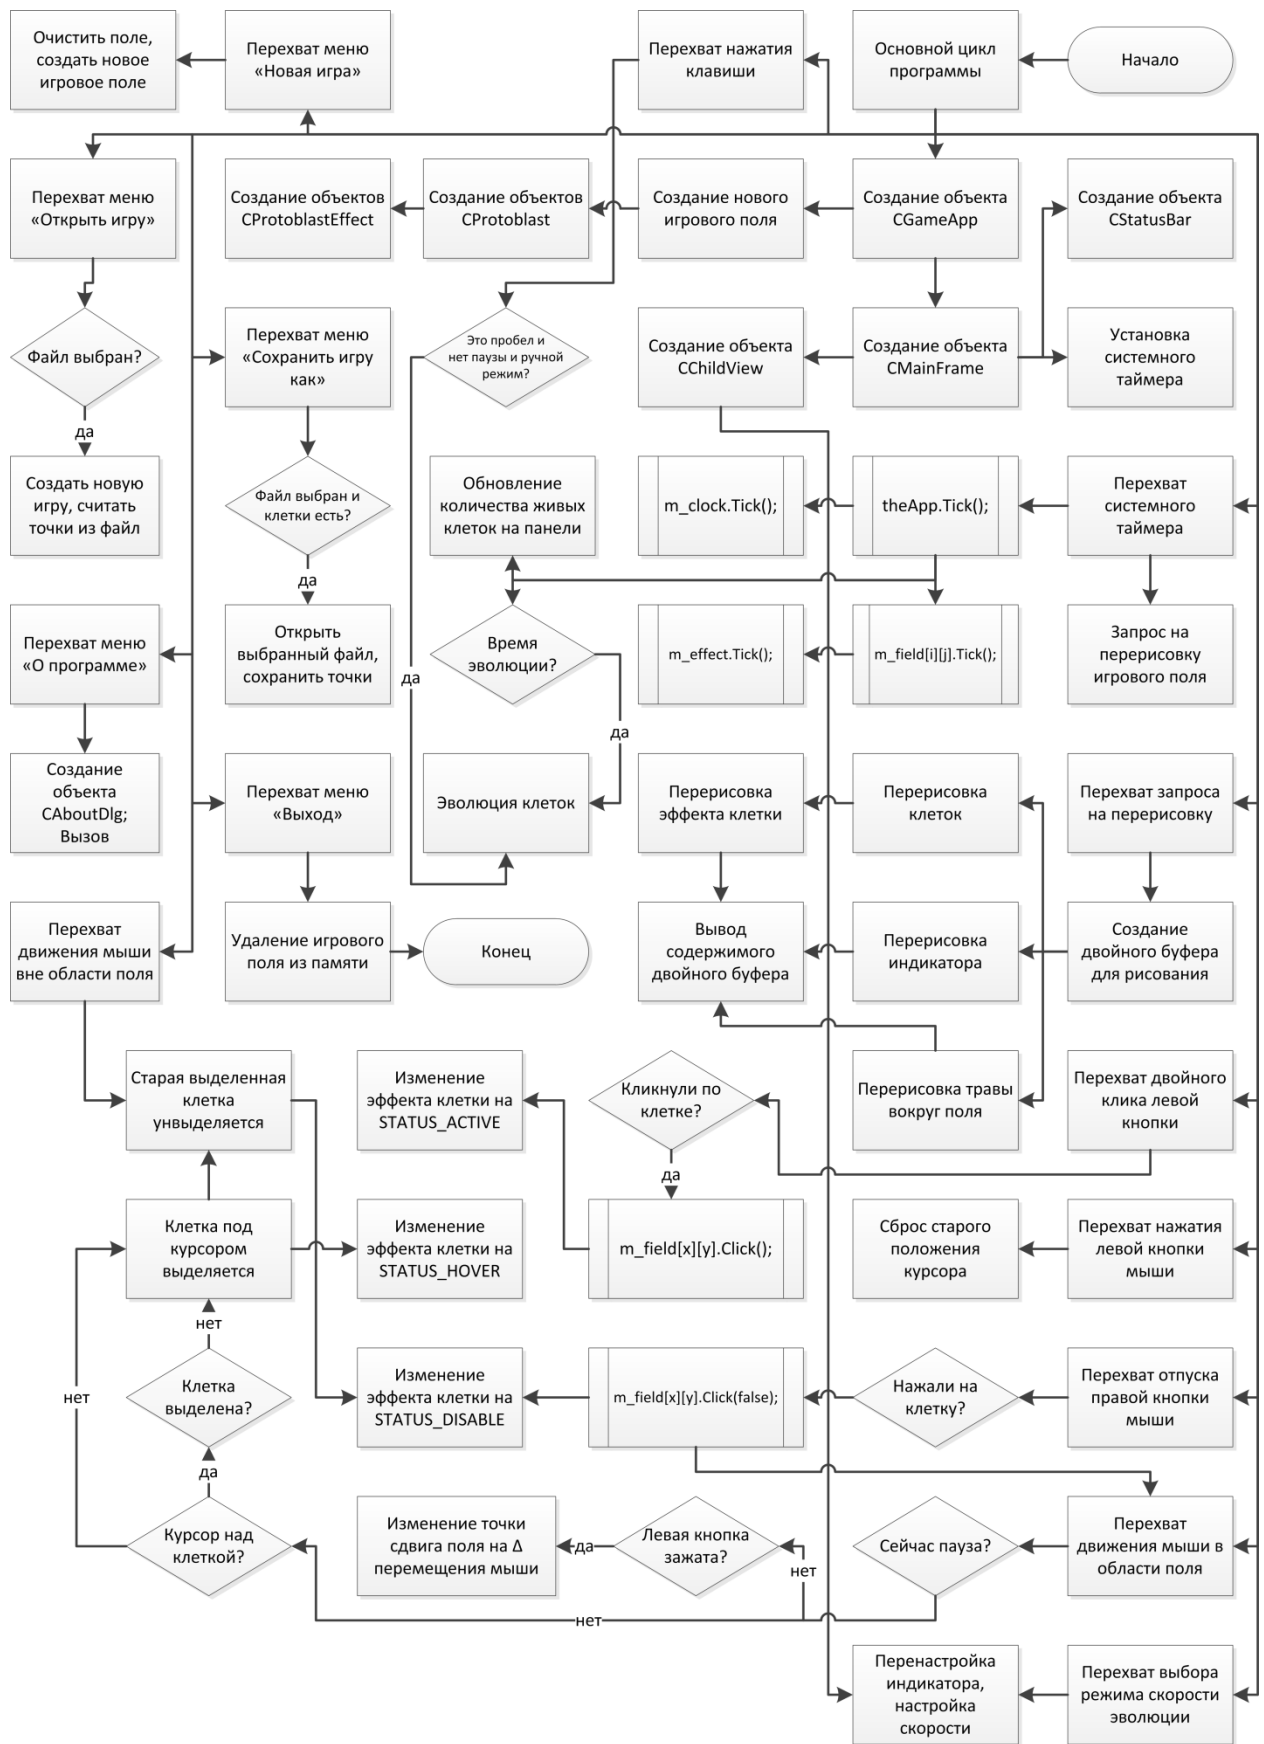 Очистить поле,
создать новое
игровое поле
Перехват меню
«Новая игра»
Перехват нажатия
клавиши
Основной цикл
программы
Начало
Перехват меню
«Открыть игру»
Создание объектов
CProtoblastEffect
Создание объектов
CProtoblast
Создание нового
игрового поля
Создание объекта
CGameApp
Создание объекта
CStatusBar
Файл выбран?
да
Перехват меню
«Сохранить игру
как»
Это пробел и
нет паузы и ручной
режим?
Создание объекта
CChildView
Создание объекта
CMainFrame
Установка
системного
таймера
Создать новую
игру, считать
точки из файл
Файл выбран и
клетки есть?
да
Обновление
количества живых
клеток на панели
m_clock.Tick();
theApp.Tick();
Перехват
системного
таймера
Перехват меню
«О программе»
Открыть
выбранный файл,
сохранить точки
да
Время
эволюции?
да
m_effect.Tick();
m_field[i][j].Tick();
Запрос на
перерисовку
игрового поля
Создание
объекта
CAboutDlg;
Вызов
Перехват меню
«Выход»
Эволюция клеток
Перерисовка
эффекта клетки
Перерисовка
клеток
Перехват запроса
на перерисовку
Перехват
движения мыши
вне области поля
Удаление игрового
поля из памяти
Конец
Вывод
содержимого
двойного буфера
Перерисовка
индикатора
Создание
двойного буфера
для рисования
Старая выделенная
клетка
унвыделяется
Изменение
эффекта клетки на
STATUS_ACTIVE
Кликнули по
клетке?
да
Перерисовка травы
вокруг поля
Перехват двойного
клика левой
кнопки
Клетка под
курсором
выделяется
Изменение
эффекта клетки на
STATUS_HOVER
m_field[x][y].Click();
Сброс старого
положения
курсора
Перехват нажатия
левой кнопки
мыши
нет
нет
Клетка
выделена?
Изменение
эффекта клетки на
STATUS_DISABLE
m_field[x][y].Click(false);
Нажали на
клетку?
Перехват отпуска
правой кнопки
мыши
да
Курсор над
клеткой?
Изменение точки
сдвига поля на Δ
перемещения мыши
да
Левая кнопка
зажата?
нет
Сейчас пауза?
Перехват
движения мыши в
области поля
нет
Перенастройка
индикатора,
настройка
скорости
Перехват выбора
режима скорости
эволюции